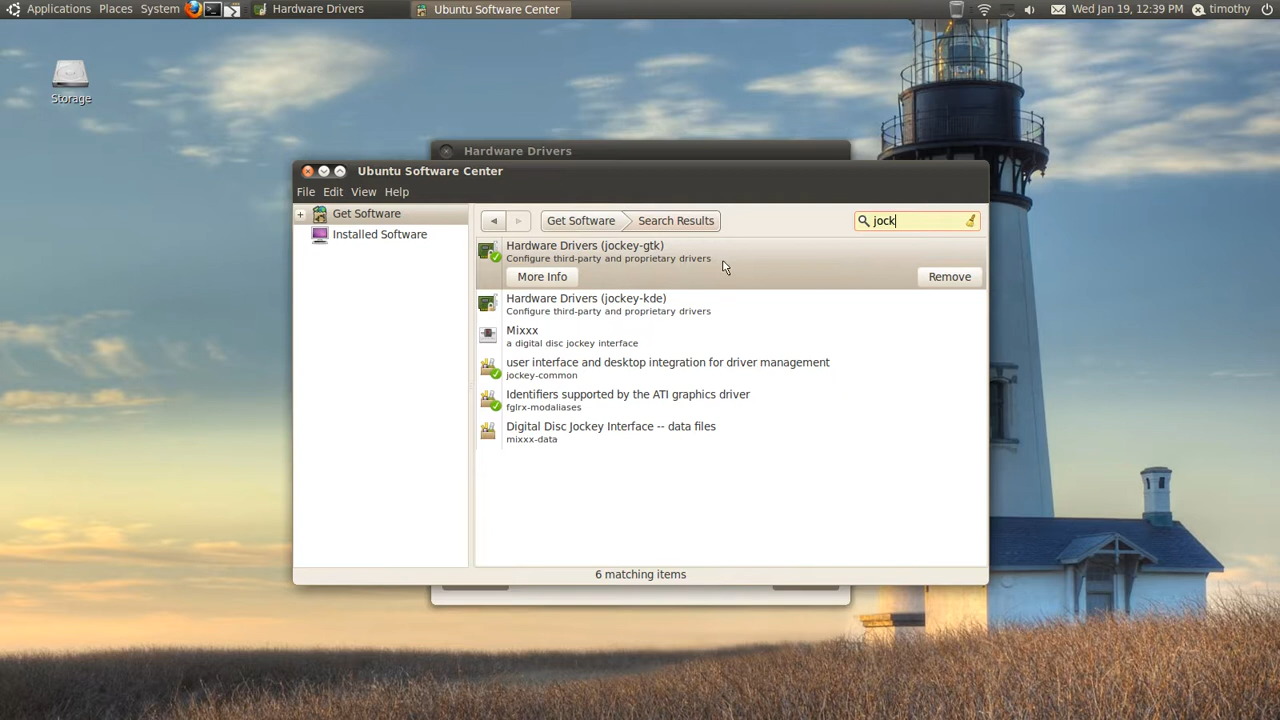 Applications Places System Hardware Drivers Ubuntu Software Center Wed Jan 19, 12:39 PM timothy
Storage
Hardware Drivers
Ubuntu Software Center
File Edit View Help
Get Software
Installed Software
Get Software Search Results jock
Hardware Drivers (jockey-gtk)
Configure third-party and proprietary drivers
More Info Remove
Hardware Drivers (jockey-kde)
Configure third-party and proprietary drivers
Mixxx
a digital disc jockey interface
user interface and desktop integration for driver management
jockey-common
Identifiers supported by the ATI graphics driver
fglrx-modaliases
Digital Disc Jockey Interface -- data files
mixxx-data
6 matching items